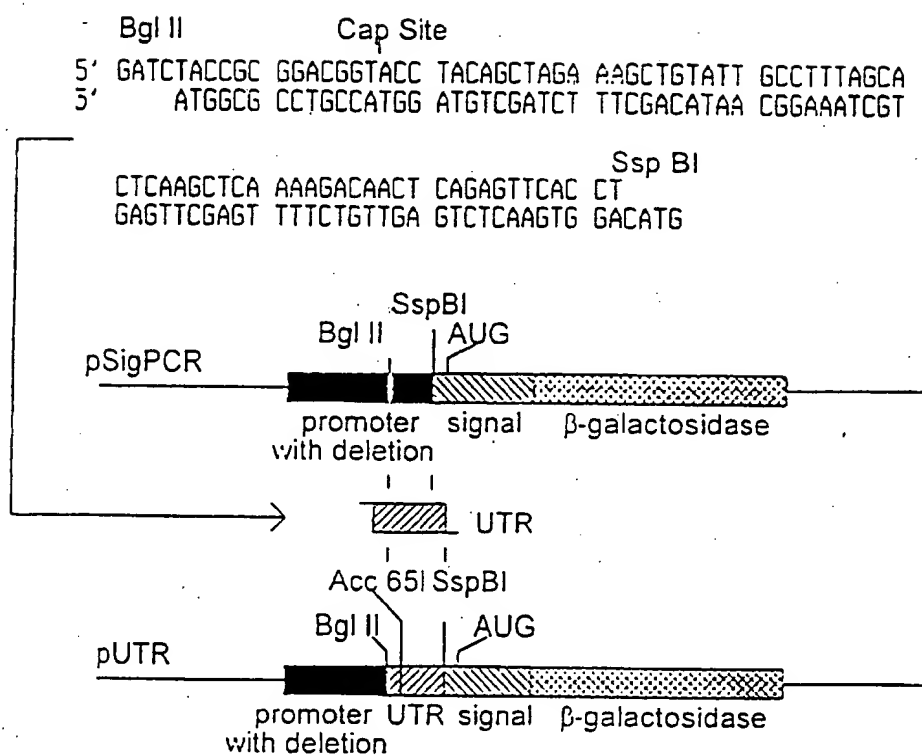 Bgl II Cap Site
5' GATCTACCGC GGACGGTACC TACAGCTAGA AAGCTGTATT GCCTTTAGCA
5' ATGGCG CCTGCCATGG ATGTCGATCT TTCGACATAA CGGAAATCGT
Ssp BI
CTCAAGCTCA AAAGACAACT CAGAGTTCAC CT
GAGTTCGAGT TTTCTGTTGA GTCTCAAGTG GACATG
SspBI
Bgl II AUG
pSigPCR
promoter signal β-galactosidase
with deletion
UTR
Acc 65I SspBI
Bgl II AUG
pUTR
promoter UTR signal β-galactosidase
with deletion